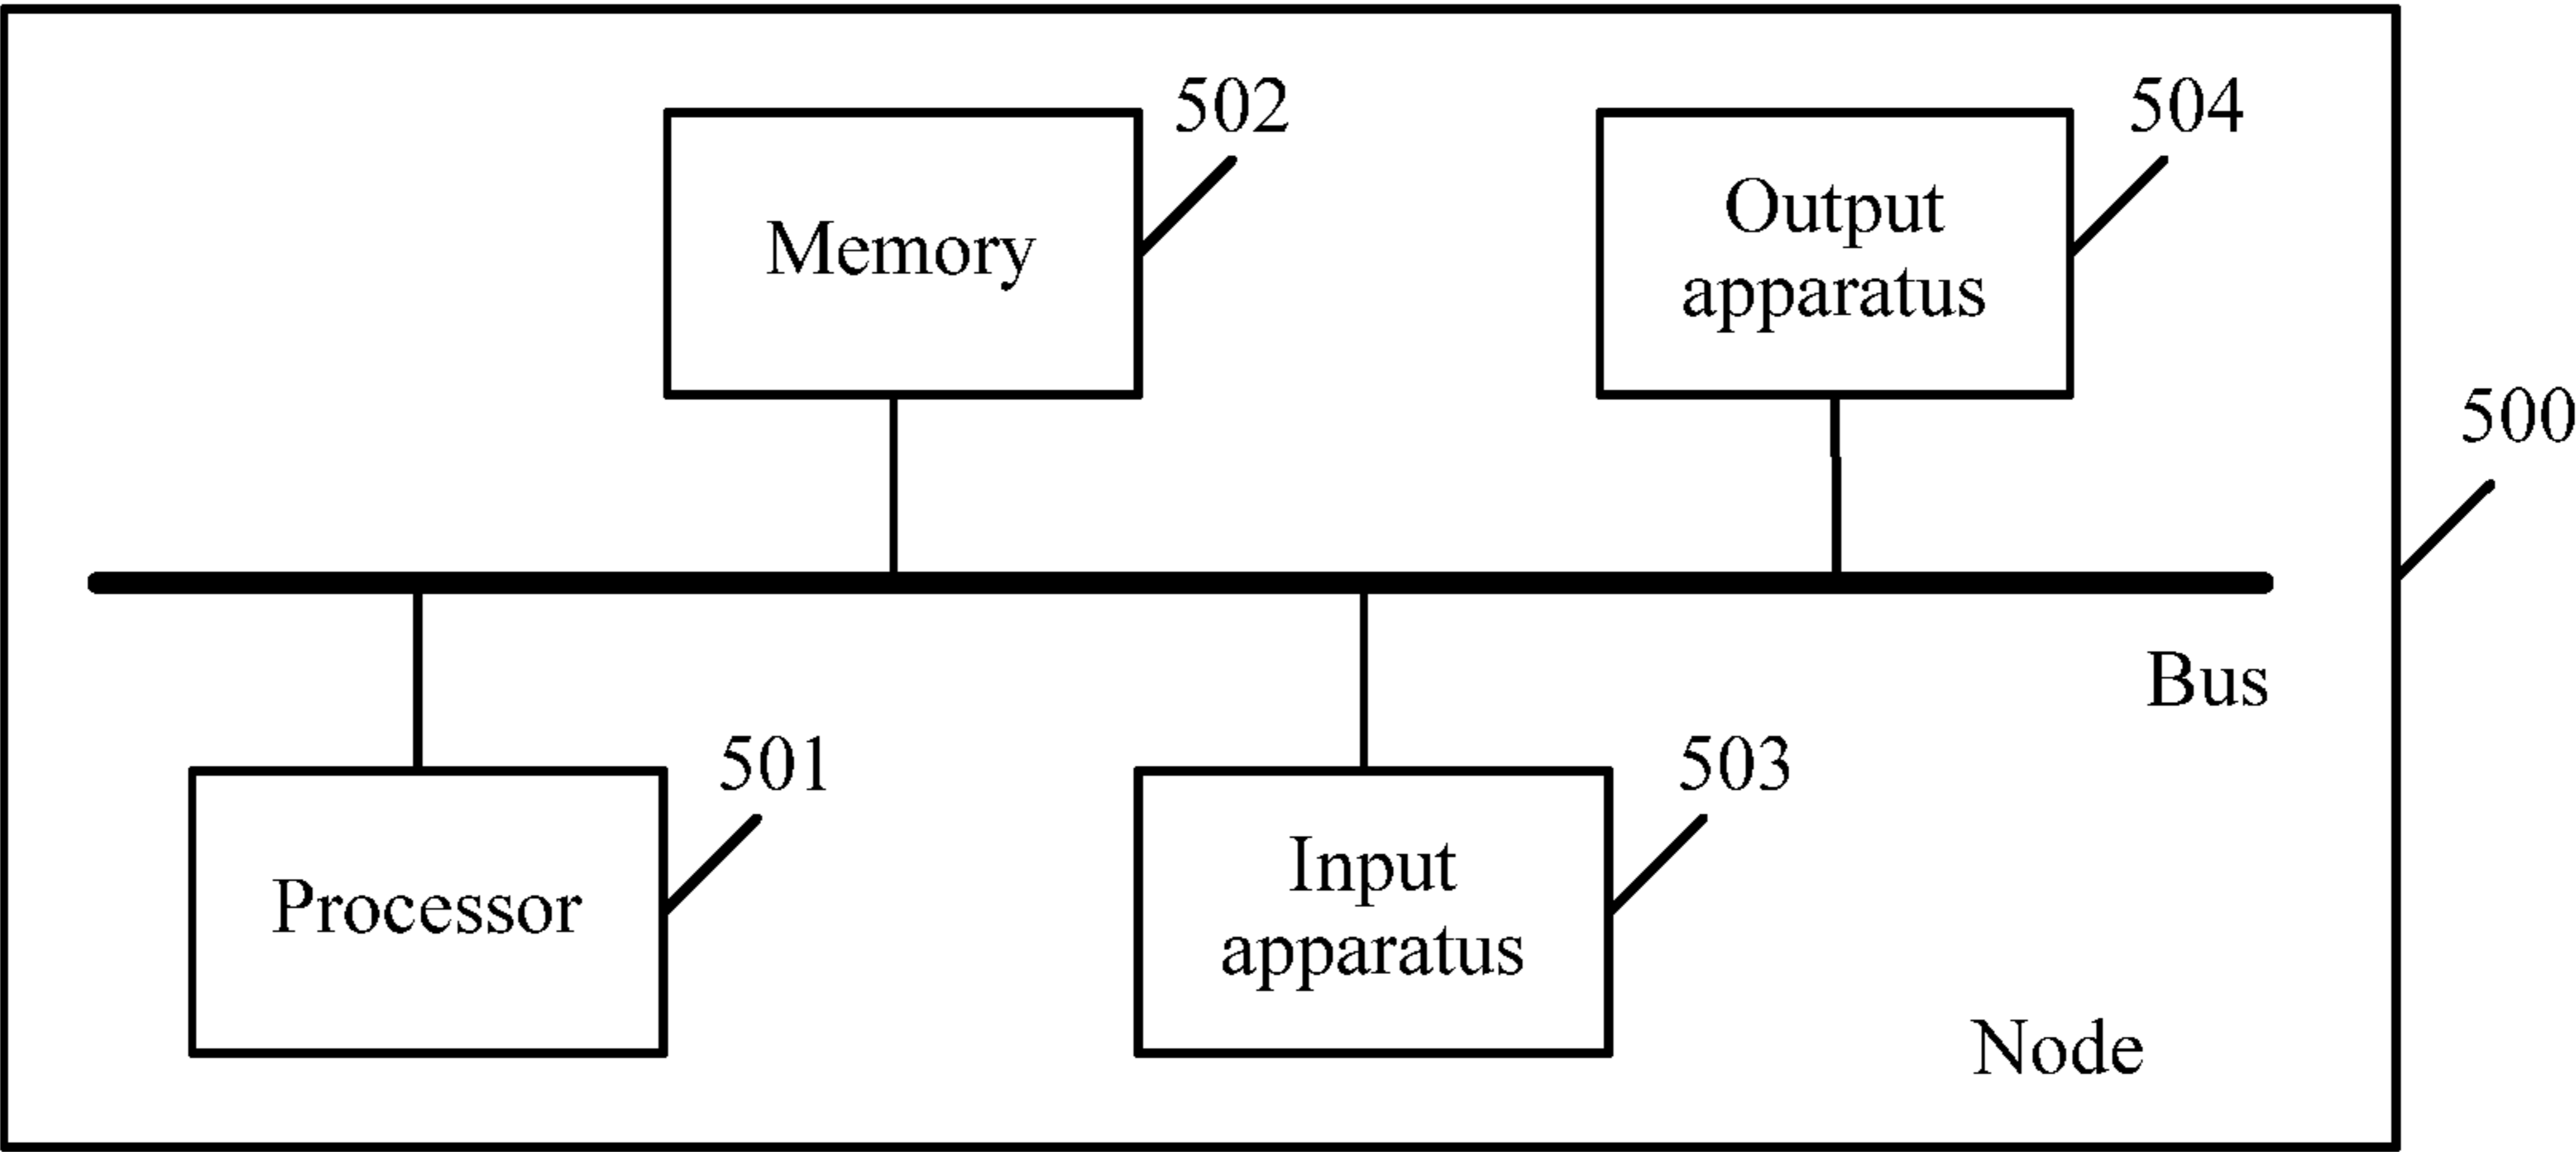 502
504
Memory
Output
apparatus
500
Bus
501
503
Processor
Input
apparatus
Node